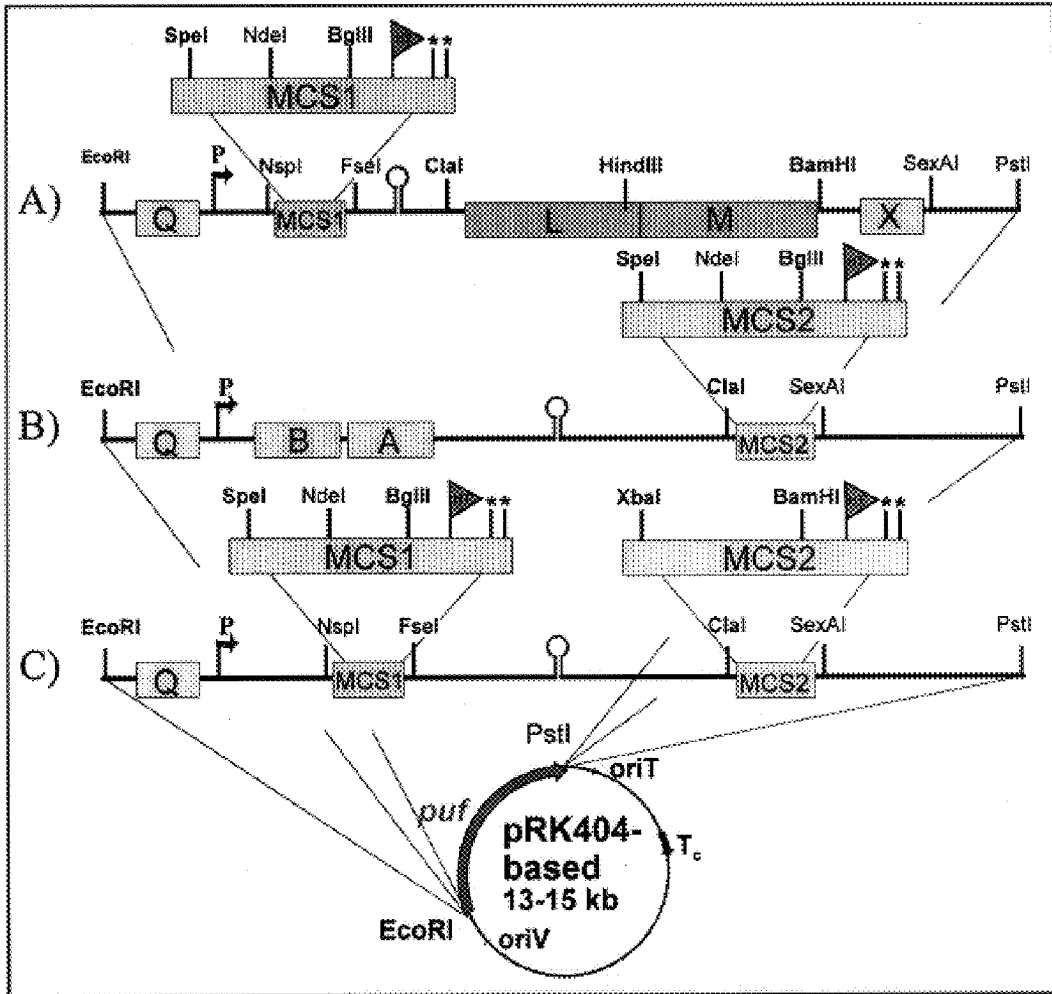 SpeI NdeI BglII **
MCS1
EcoRI P NspI FseI ClaI HindIII BamHI SexAI PstI
A) Q MCS1 L M X
SpeI NdeI BglII **
MCS2
EcoRI P ClaI SexAI PstI
B) Q B A MCS2
SpeI NdeI BglII ** XbaI BamHI **
MCS1 MCS2
EcoRI P NspI FseI ClaI SexAI PstI
C) Q MCS1 MCS2
PstI
oriT
puf
pRK404-
based
13-15 kb
Tc
EcoRI
oriV